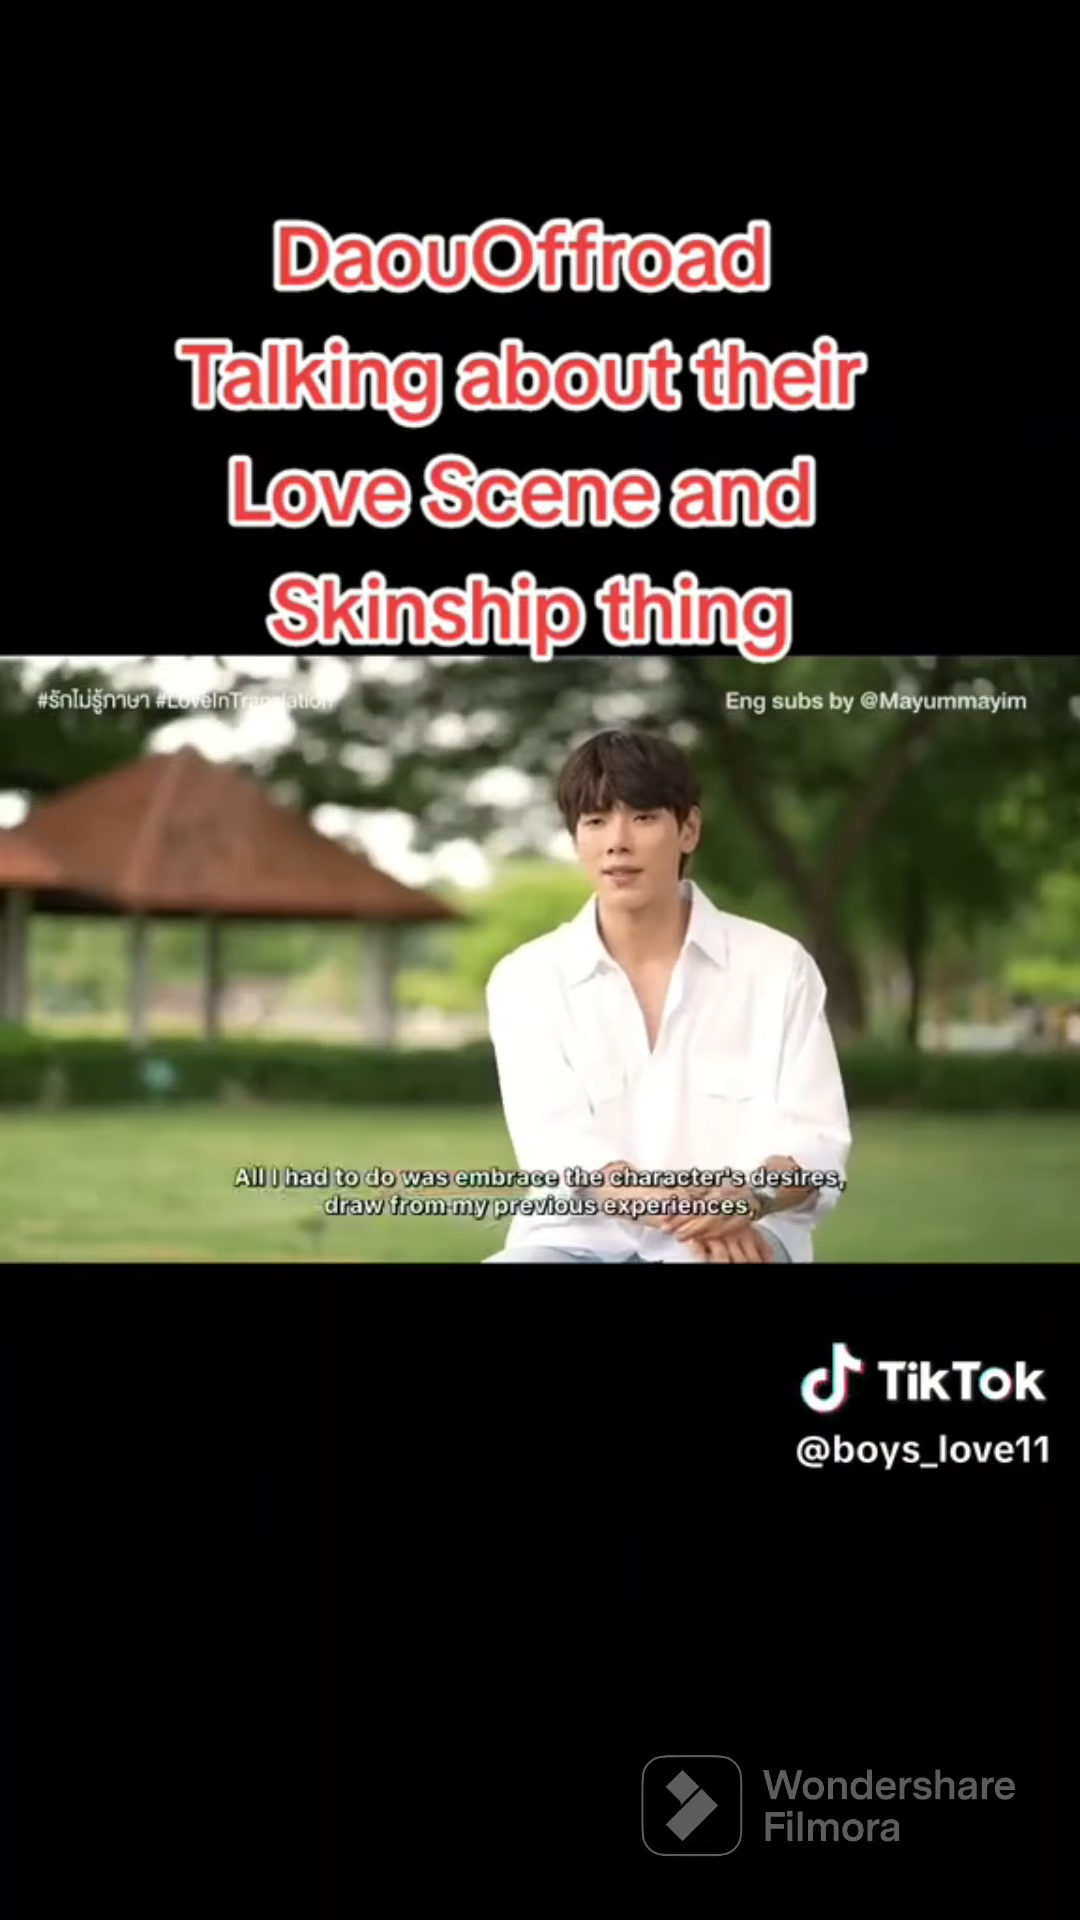 DaouOffroad
Talking about their
Love Scene and
Skinship thing
#รักไม่รู้ภาษา #LoveInTranslation
Eng subs by @Mayummayim
All I had to do was embrace the character's desires,
draw from my previous experiences,
TikTok
@boys_love11
Wondershare
Filmora